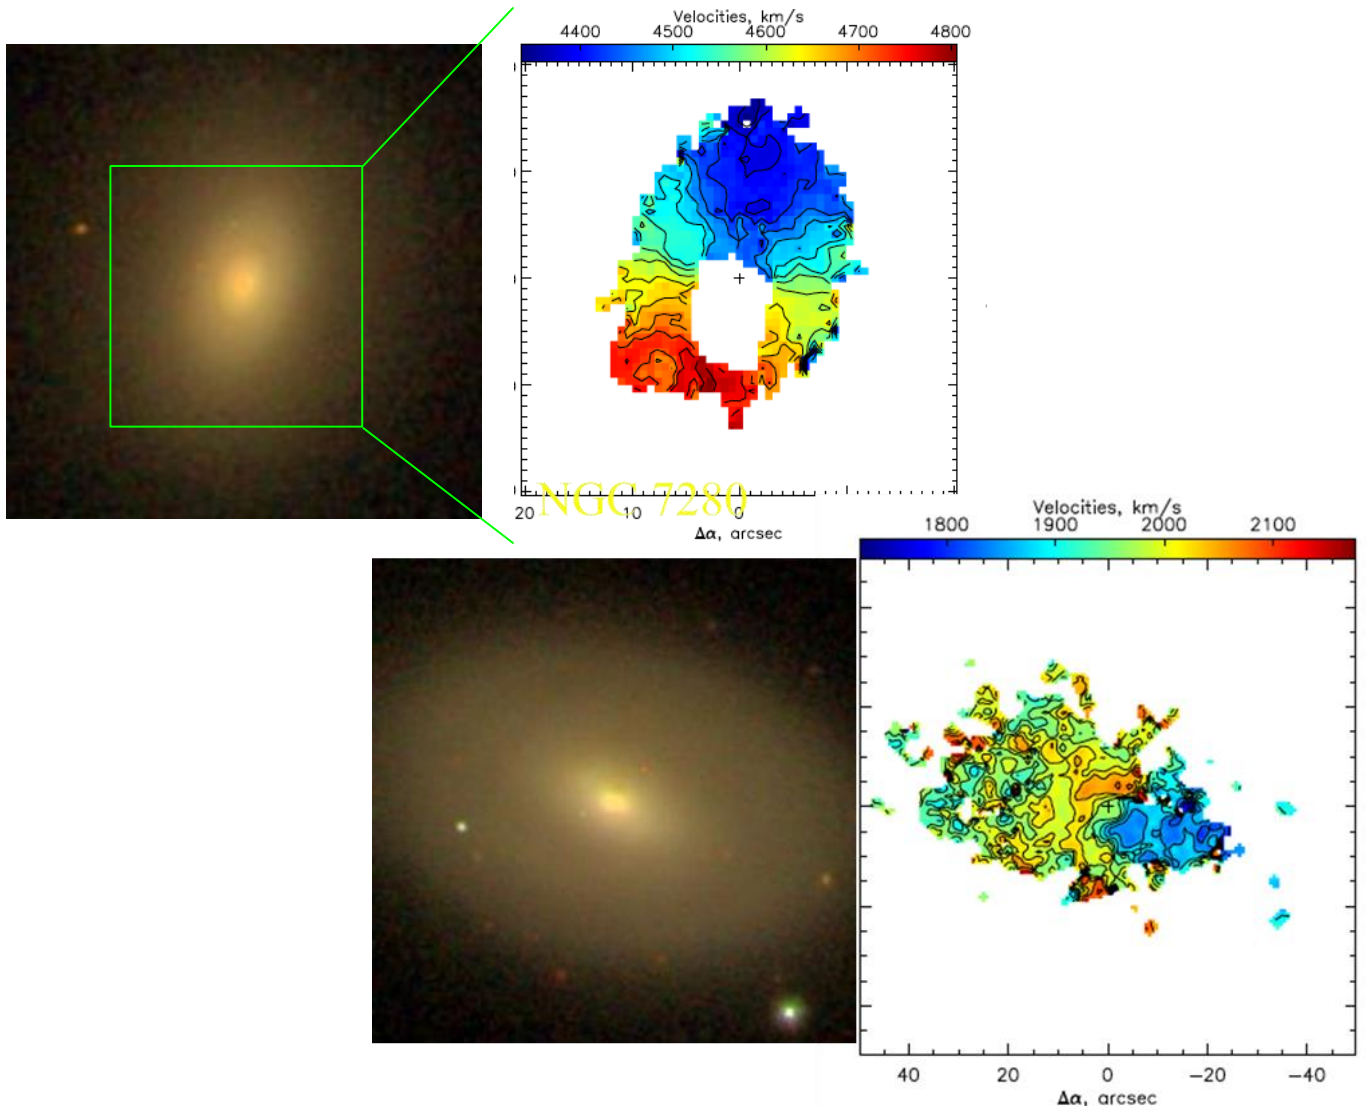 Velocities, km/s
4400 4500 4600 4700 4800
NGC 7280
20 10 0
Δα, arcsec
Velocities, km/s
1800 1900 2000 2100
40 20 0 −20 −40
Δα, arcsec